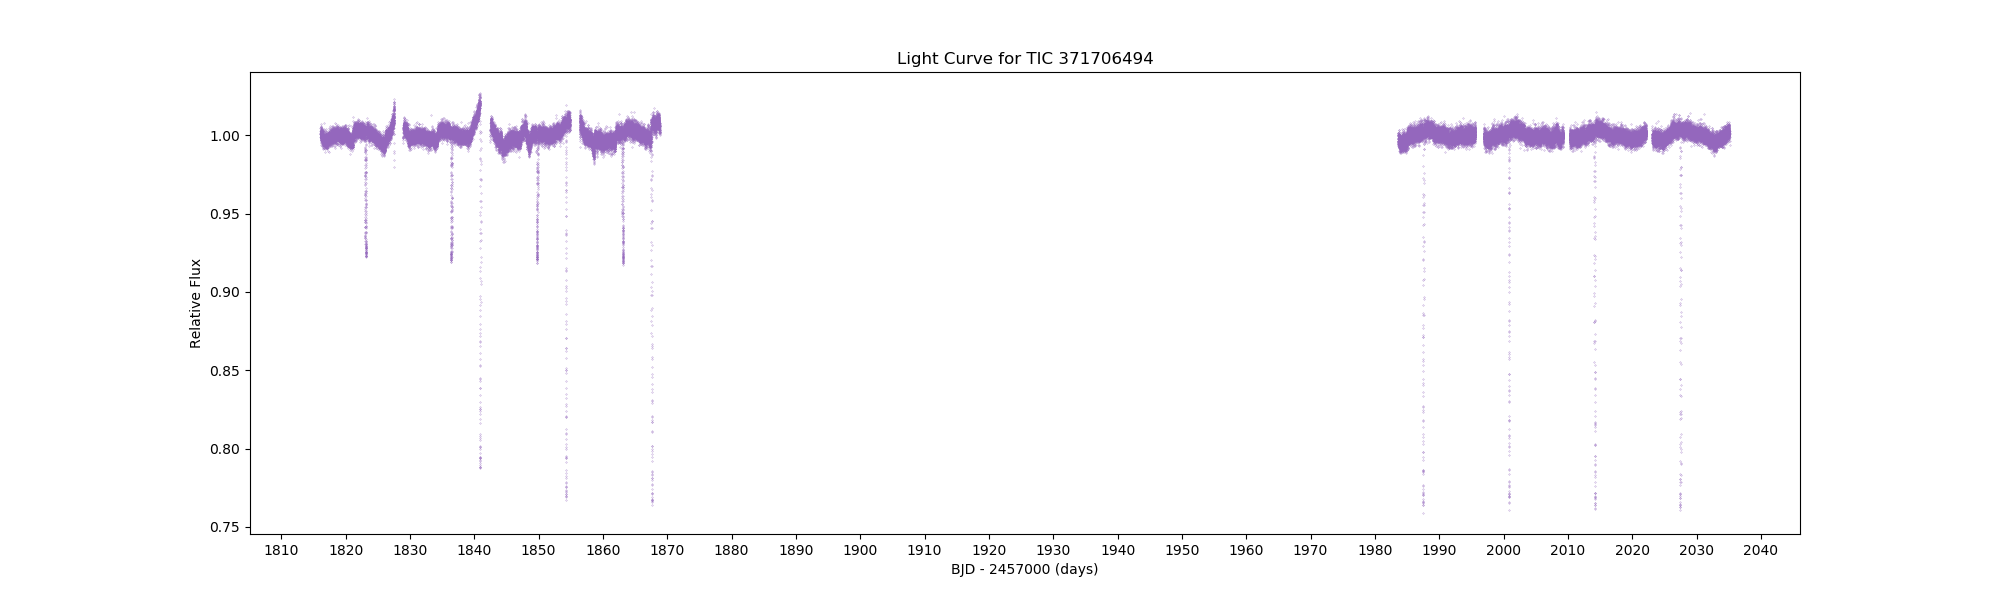 Light Curve for TIC 371706494
Relative Flux
1.00
0.95
0.90
0.85
0.80
0.75
1810 1820 1830 1840 1850 1860 1870 1880 1890 1900 1910 1920 1930 1940 1950 1960 1970 1980 1990 2000 2010 2020 2030 2040
BJD - 2457000 (days)